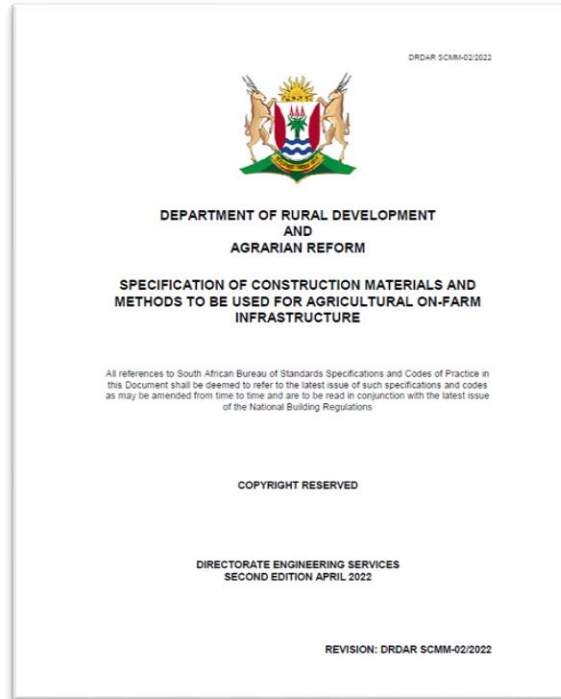 DRDAR SCMM-02/2022
DEPARTMENT OF RURAL DEVELOPMENT
AND
AGRARIAN REFORM
SPECIFICATION OF CONSTRUCTION MATERIALS AND
METHODS TO BE USED FOR AGRICULTURAL ON-FARM
INFRASTRUCTURE
All references to South African Bureau of Standards Specifications and Codes of Practice in
this Document shall be deemed to refer to the latest issue of such specifications and codes
as may be amended from time to time and are to be read in conjunction with the latest issue
of the National Building Regulations
COPYRIGHT RESERVED
DIRECTORATE ENGINEERING SERVICES
SECOND EDITION APRIL 2022
REVISION: DRDAR SCMM-02/2022